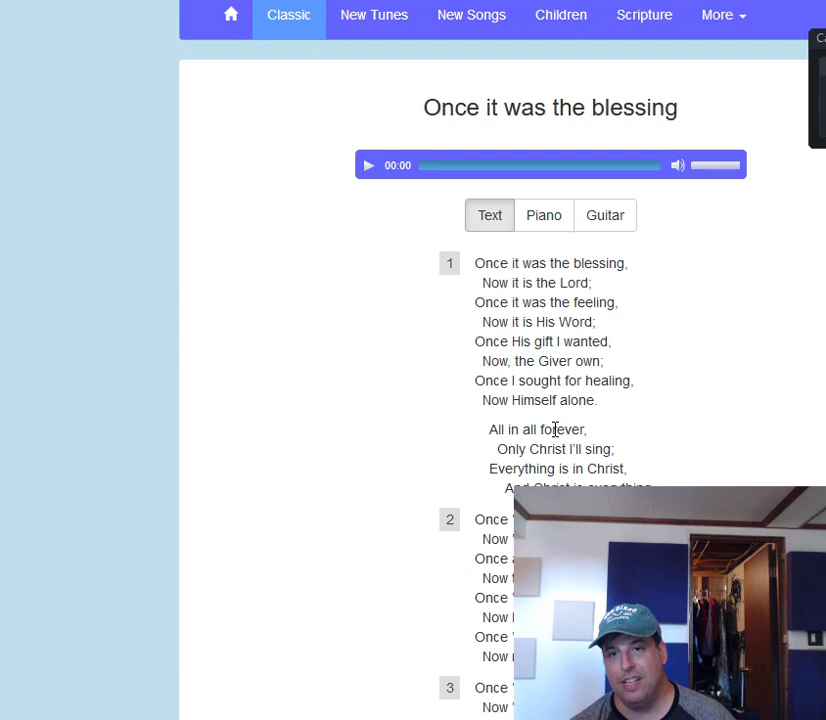 Classic
New Tunes
New Songs
Children
Scripture
More
Once it was the blessing
00:00
Text
Piano
Guitar
1
Once it was the blessing,
Now it is the Lord;
Once it was the feeling,
Now it is His Word;
Once His gift I wanted,
Now, the Giver own;
Once I sought for healing,
Now Himself alone.
All in all forever,
Only Christ I'll sing;
Everything is in Christ,
And Christ is everything.
2
Once
Now
Once
Now
Once
Now
Once
Now
3
Once
Now